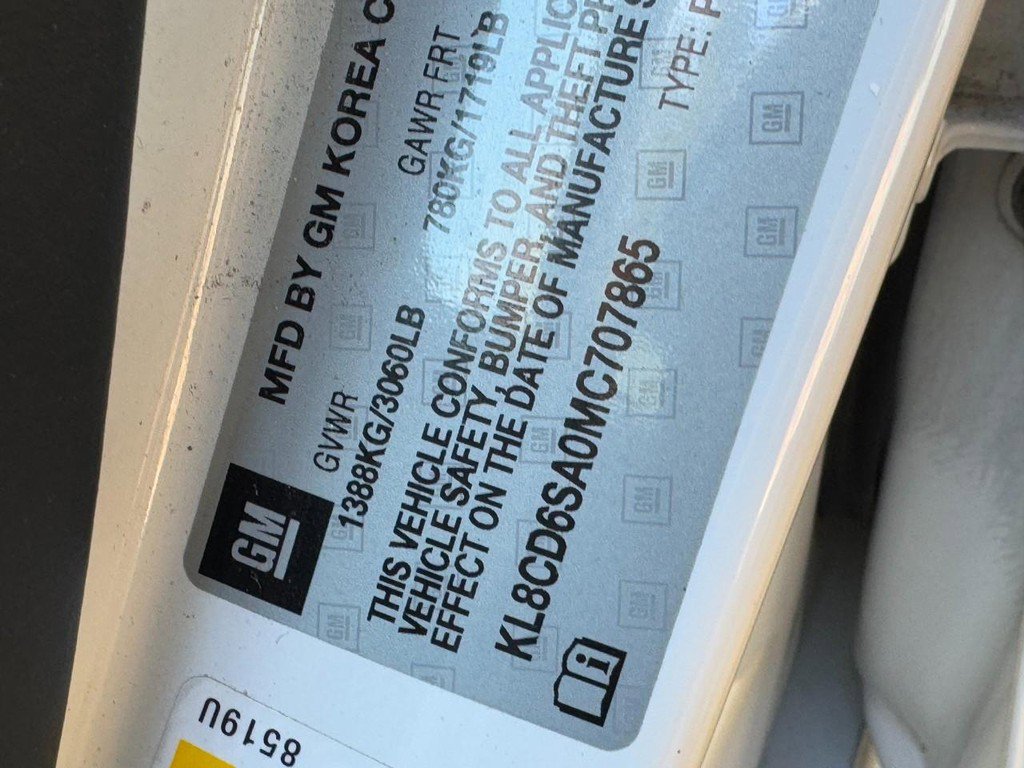 GM
MFD BY GM KOREA C
GVWR GAWR FRT
1388KG/3060LB 780KG/1719LB
THIS VEHICLE CONFORMS TO ALL APPLIC
VEHICLE SAFETY, BUMPER, AND THEFT PR
EFFECT ON THE DATE OF MANUFACTURE S
KL8CD6SA0MC707865 TYPE: P
i
8519U